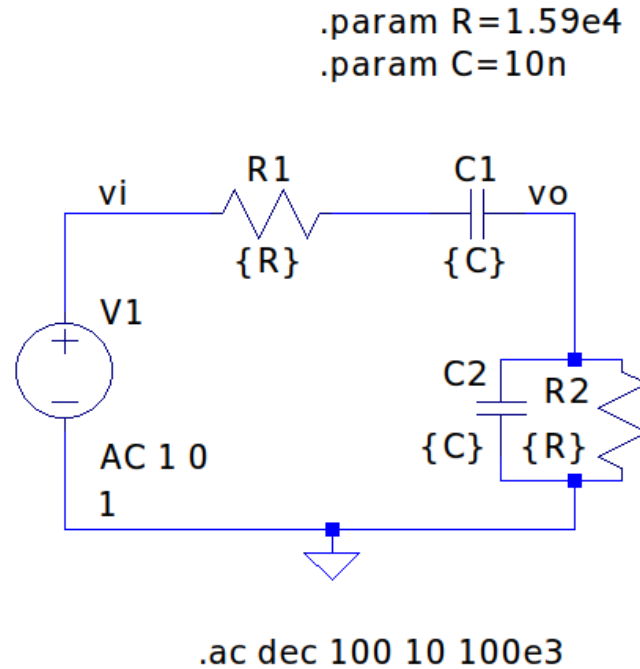 .param R=1.59e4
.param C=10n
R1
C1
vi
vo
{R}
{C}
V1
C2
R2
{C}
{R}
AC 1 0
1
.ac dec 100 10 100e3